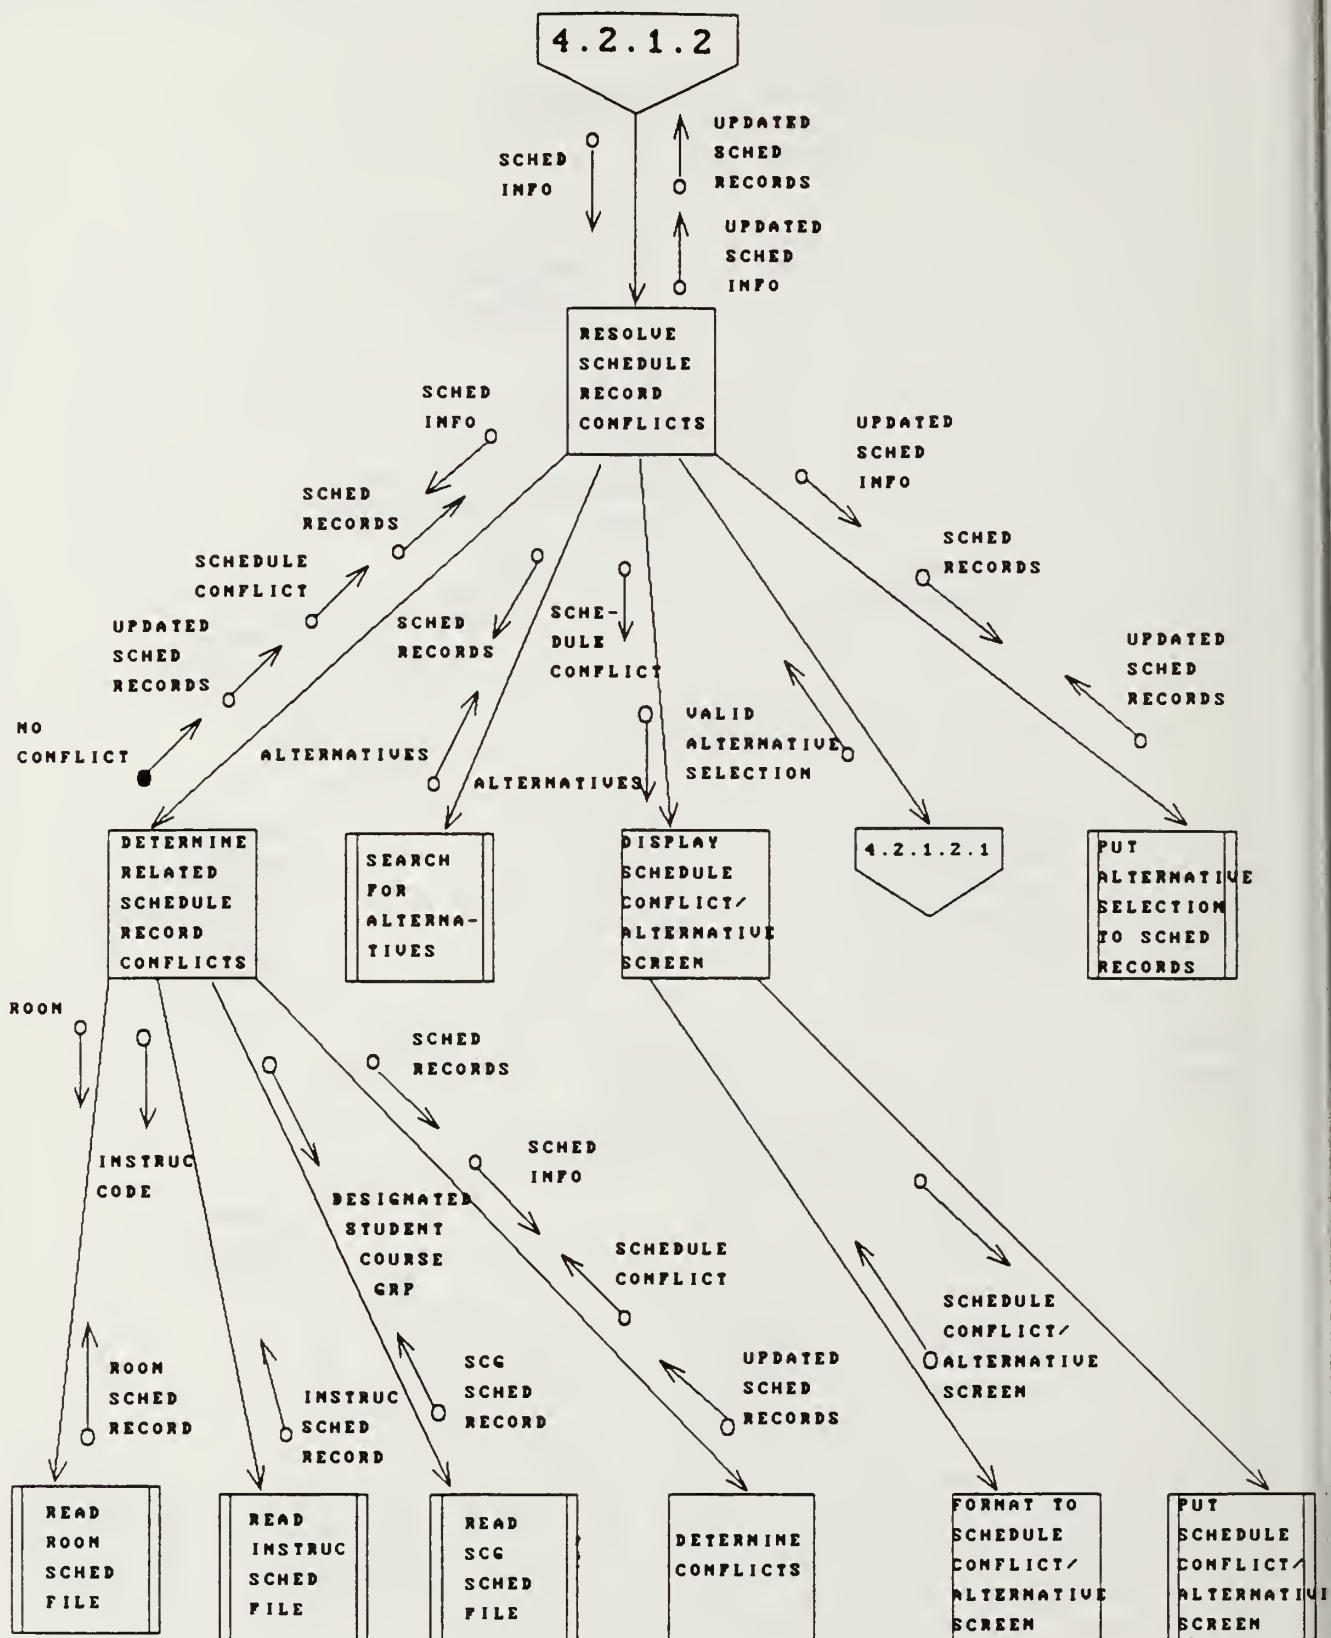 4.2.1.2
SCHED
INFO
UPDATED
SCHED
RECORDS
UPDATED
SCHED
INFO
RESOLVE
SCHEDULE
RECORD
CONFLICTS
SCHED
INFO
SCHED
RECORDS
SCHEDULE
CONFLICT
UPDATED
SCHED
RECORDS
NO
CONFLICT
SCHED
RECORDS
ALTERNATIVES
SCHE-
DULE
CONFLICT
ALTERNATIVES
VALID
ALTERNATIVE
SELECTION
UPDATED
SCHED
INFO
SCHED
RECORDS
UPDATED
SCHED
RECORDS
DETERMINE
RELATED
SCHEDULE
RECORD
CONFLICTS
SEARCH
FOR
ALTERNA-
TIVES
DISPLAY
SCHEDULE
CONFLICT/
ALTERNATIVE
SCREEN
4.2.1.2.1
PUT
ALTERNATIVE
SELECTION
TO SCHED
RECORDS
ROOM
INSTRUC
CODE
DESIGNATED
STUDENT
COURSE
GRP
SCHED
RECORDS
SCHED
INFO
SCHEDULE
CONFLICT
UPDATED
SCHED
RECORDS
ROOM
SCHED
RECORD
INSTRUC
SCHED
RECORD
SCG
SCHED
RECORD
SCHEDULE
CONFLICT/
ALTERNATIVE
SCREEN
READ
ROOM
SCHED
FILE
READ
INSTRUC
SCHED
FILE
READ
SCG
SCHED
FILE
DETERMINE
CONFLICTS
FORMAT TO
SCHEDULE
CONFLICT/
ALTERNATIVE
SCREEN
PUT
SCHEDULE
CONFLICT/
ALTERNATIVE
SCREEN